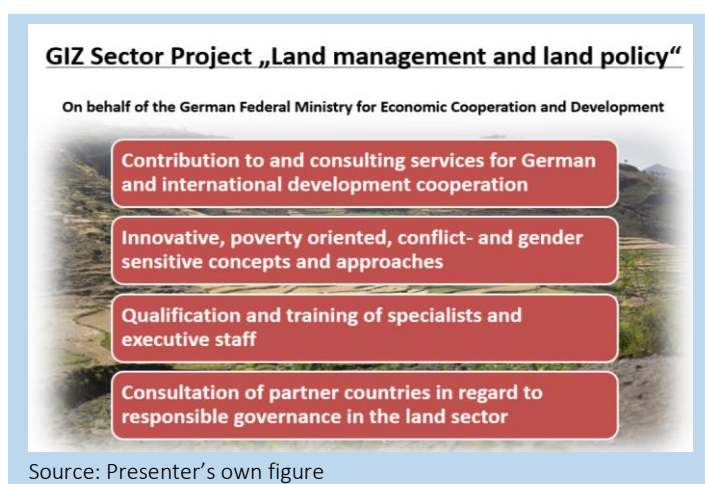 GIZ Sector Project „Land management and land policy“
On behalf of the German Federal Ministry for Economic Cooperation and Development
Contribution to and consulting services for German
and international development cooperation
Innovative, poverty oriented, conflict- and gender
sensitive concepts and approaches
Qualification and training of specialists and
executive staff
Consultation of partner countries in regard to
responsible governance in the land sector
Source: Presenter’s own figure